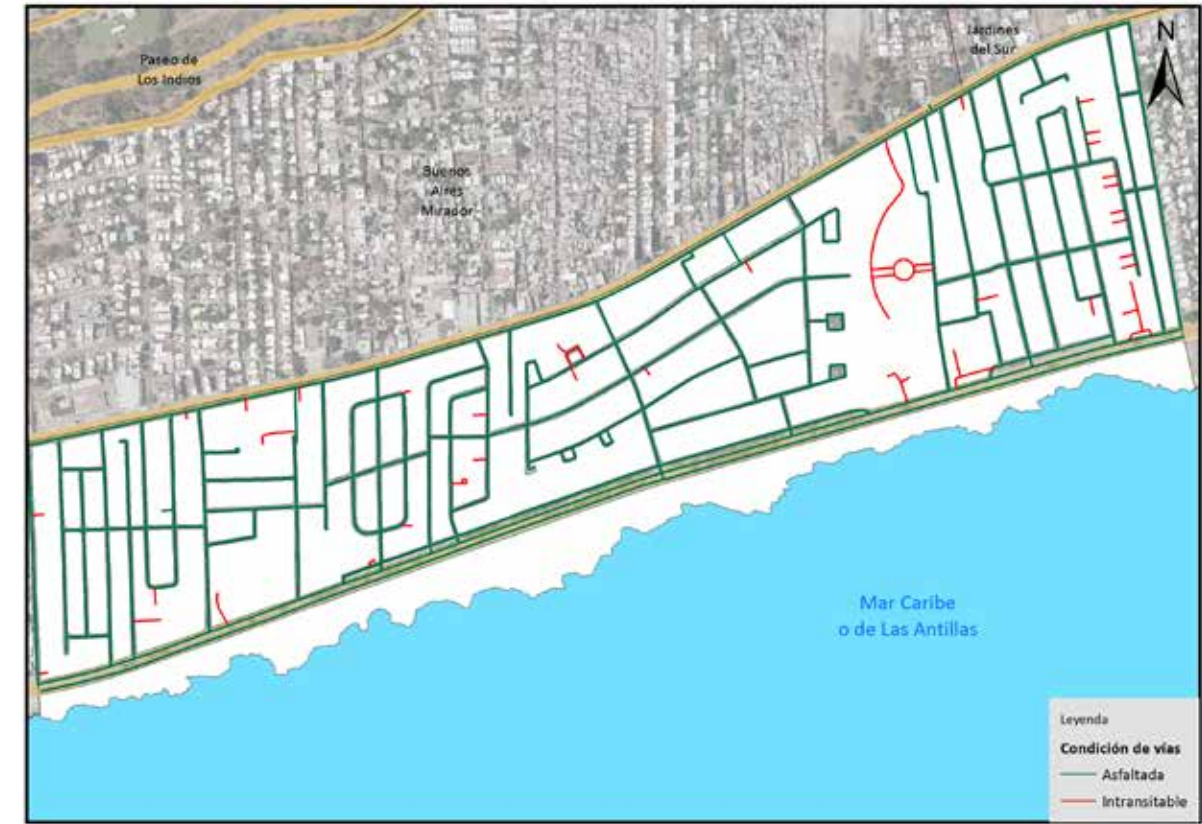 Paseo de
Los Indios
Jardines
del Sur
N
Buenos
Aires
Mirador
Mar Caribe
o de Las Antillas
Leyenda
Condición de vías
Asfaltada
Intransitable